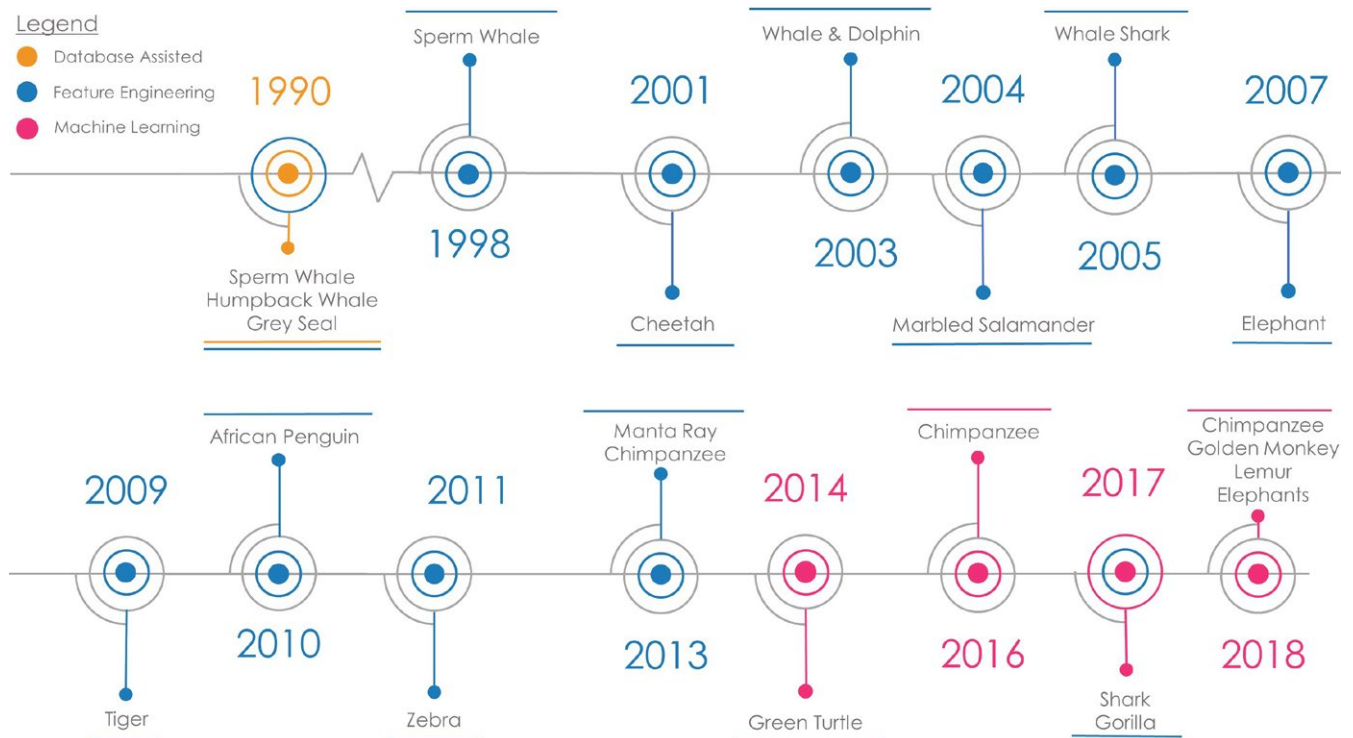 Legend
Database Assisted
Feature Engineering
Machine Learning
1990
Sperm Whale
Humpback Whale
Grey Seal
Sperm Whale
1998
2001
Cheetah
Whale & Dolphin
2003
2004
Marbled Salamander
Whale Shark
2005
2007
Elephant
2009
Tiger
African Penguin
2010
2011
Zebra
Manta Ray
Chimpanzee
2013
2014
Green Turtle
Chimpanzee
2016
2017
Shark
Gorilla
Chimpanzee
Golden Monkey
Lemur
Elephants
2018